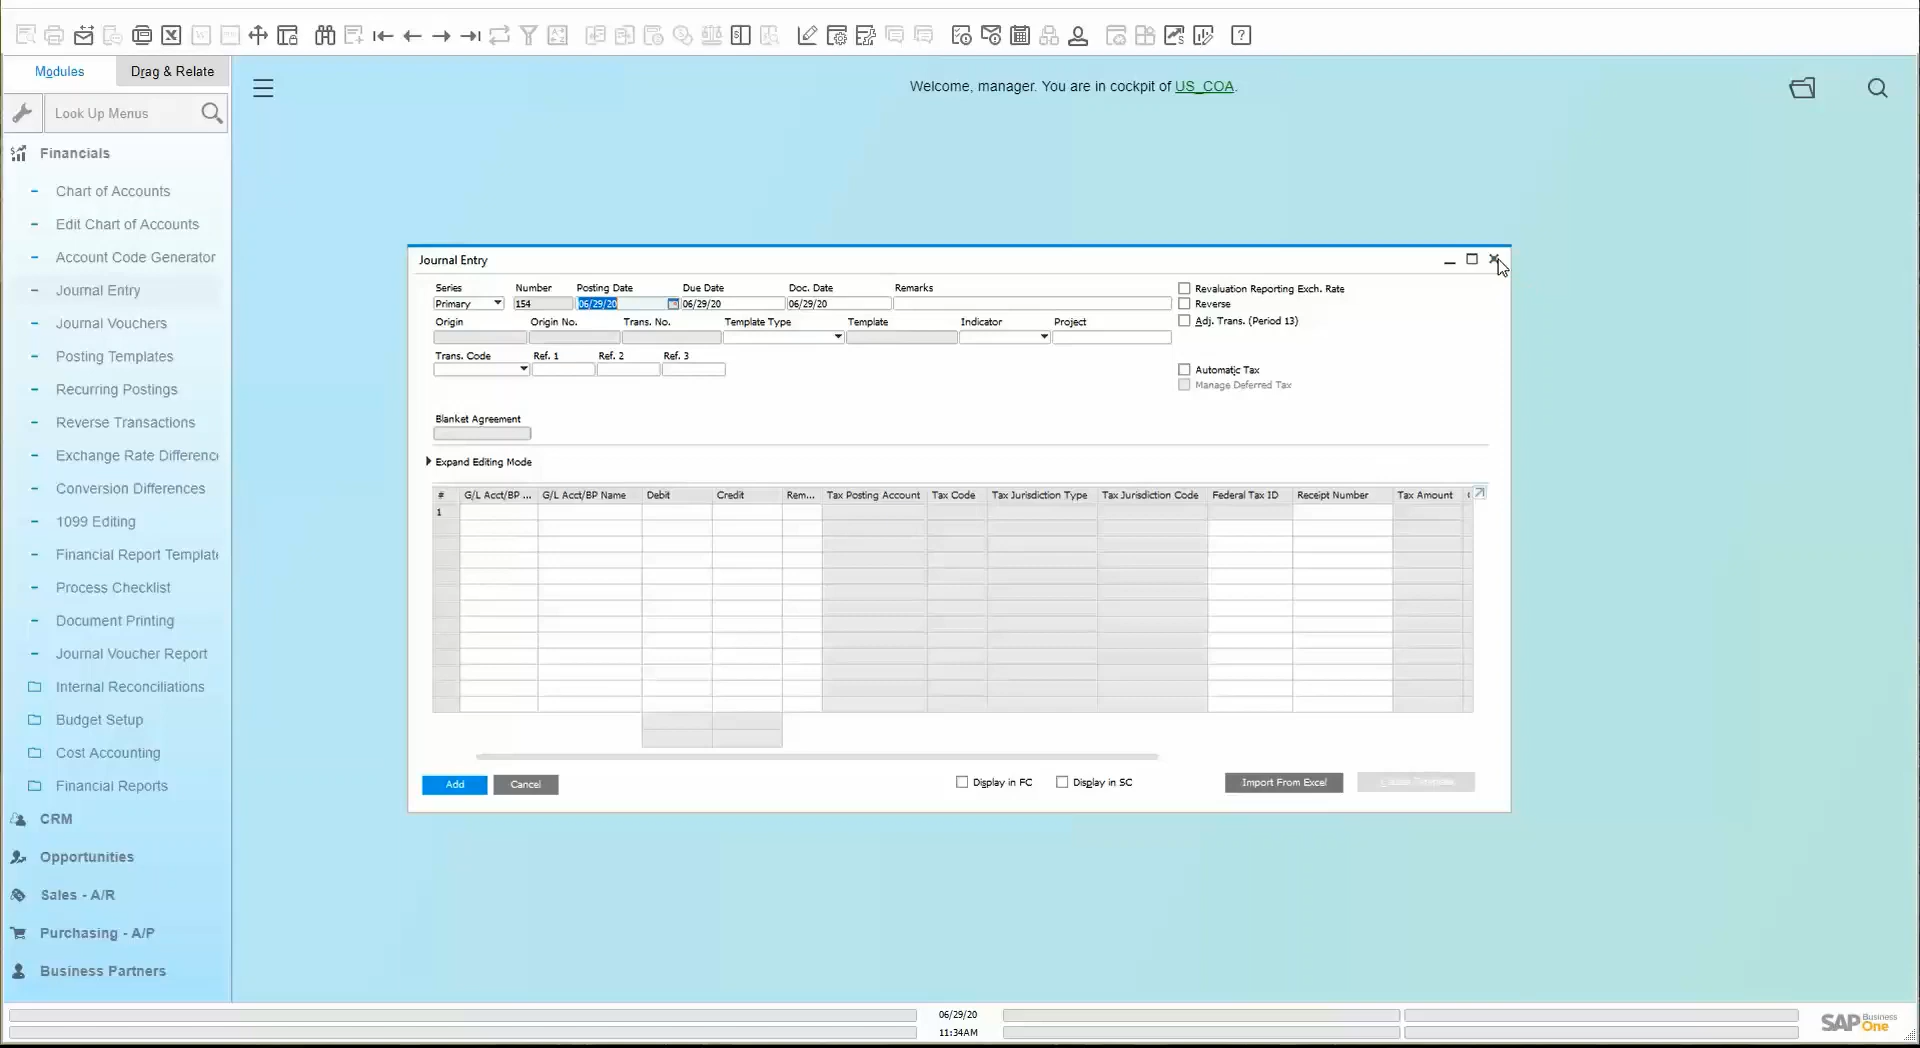 Modules
Drag & Relate
Look Up Menus
Welcome, manager. You are in cockpit of US_COA.
Financials
Chart of Accounts
Edit Chart of Accounts
Account Code Generator
Journal Entry
Journal Vouchers
Posting Templates
Recurring Postings
Reverse Transactions
Exchange Rate Differenc
Conversion Differences
1099 Editing
Financial Report Templat
Process Checklist
Document Printing
Journal Voucher Report
Internal Reconciliations
Budget Setup
Cost Accounting
Financial Reports
CRM
Opportunities
Sales - A/R
Purchasing - A/P
Business Partners
Journal Entry
Series Number Posting Date Due Date Doc. Date Remarks
Primary 154 06/29/20 06/29/20 06/29/20
Revaluation Reporting Exch. Rate
Reverse
Adj. Trans. (Period 13)
Origin Origin No. Trans. No. Template Type Template Indicator Project
Trans. Code Ref. 1 Ref. 2 Ref. 3
Automatic Tax
Manage Deferred Tax
Blanket Agreement
Expand Editing Mode
# G/L Acct/BP ... G/L Acct/BP Name Debit Credit Rem... Tax Posting Account Tax Code Tax Jurisdiction Type Tax Jurisdiction Code Federal Tax ID Receipt Number Tax Amount
1
Add Cancel Display in FC Display in SC Import From Excel
06/29/20
11:34AM
SAP Business One